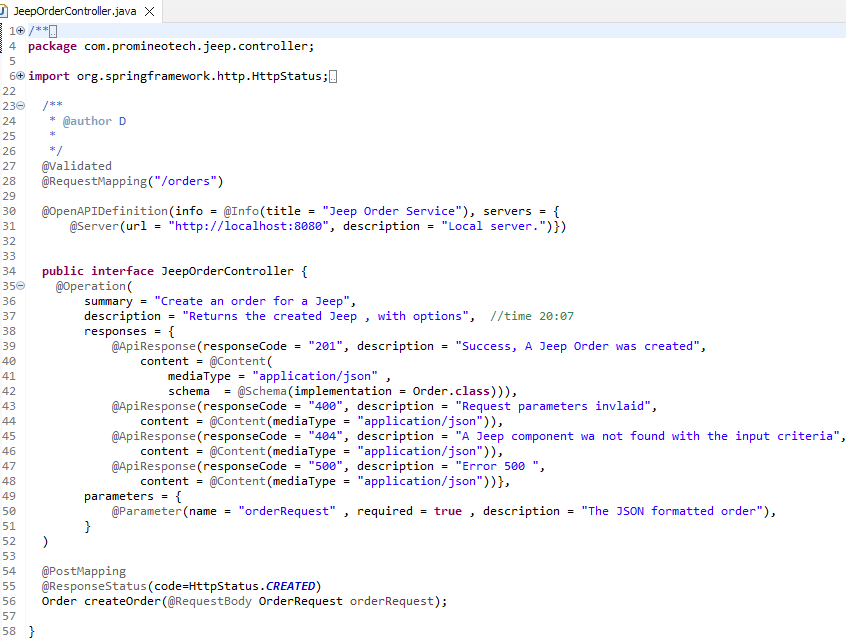 JeepOrderController.java
1 /**
4 package com.promineotech.jeep.controller;
5
6 import org.springframework.http.HttpStatus;
22
23 /**
24 * @author D
25 *
26 */
27 @Validated
28 @RequestMapping("/orders")
29
30 @OpenAPIDefinition(info = @Info(title = "Jeep Order Service"), servers = {
31 @Server(url = "http://localhost:8080", description = "Local server.")})
32
33
34 public interface JeepOrderController {
35 @Operation(
36 summary = "Create an order for a Jeep",
37 description = "Returns the created Jeep , with options", //time 20:07
38 responses = {
39 @ApiResponse(responseCode = "201", description = "Success, A Jeep Order was created",
40 content = @Content(
41 mediaType = "application/json" ,
42 schema = @Schema(implementation = Order.class))),
43 @ApiResponse(responseCode = "400", description = "Request parameters invlaid",
44 content = @Content(mediaType = "application/json")),
45 @ApiResponse(responseCode = "404", description = "A Jeep component wa not found with the input criteria",
46 content = @Content(mediaType = "application/json")),
47 @ApiResponse(responseCode = "500", description = "Error 500 ",
48 content = @Content(mediaType = "application/json"))},
49 parameters = {
50 @Parameter(name = "orderRequest" , required = true , description = "The JSON formatted order"),
51 }
52 )
53
54 @PostMapping
55 @ResponseStatus(code=HttpStatus.CREATED)
56 Order createOrder(@RequestBody OrderRequest orderRequest);
57
58 }